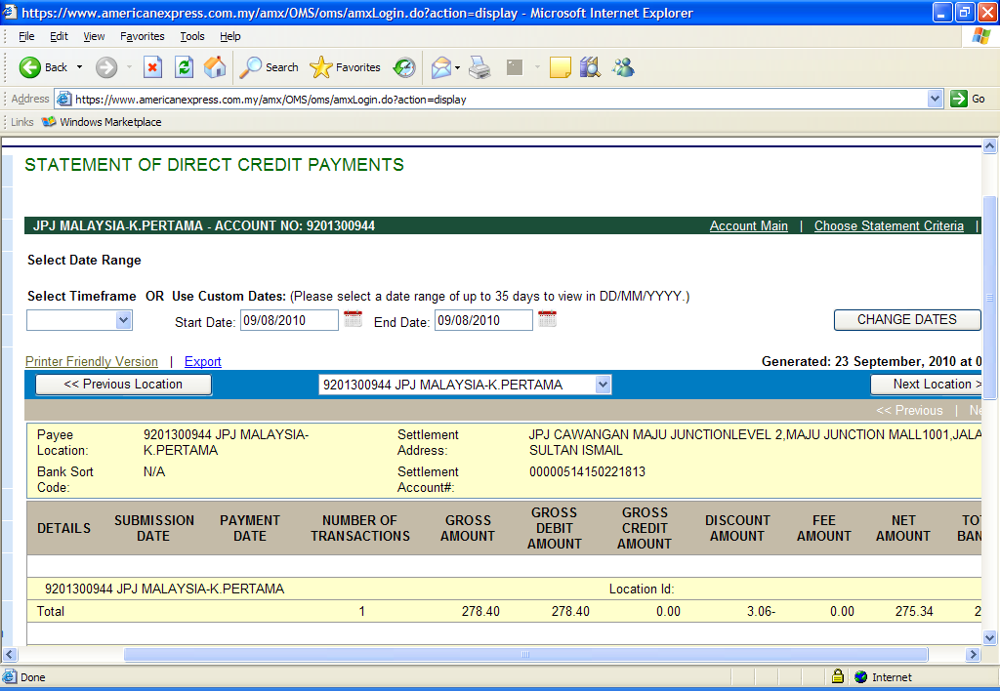 https://www.americanexpress.com.my/amx/OMS/oms/amxLogin.do?action=display - Microsoft Internet Explorer
File Edit View Favorites Tools Help
Back Search Favorites
Address https://www.americanexpress.com.my/amx/OMS/oms/amxLogin.do?action=display Go
Links Windows Marketplace
STATEMENT OF DIRECT CREDIT PAYMENTS
JPJ MALAYSIA-K.PERTAMA - ACCOUNT NO: 9201300944 Account Main | Choose Statement Criteria |
Select Date Range
Select Timeframe OR Use Custom Dates: (Please select a date range of up to 35 days to view in DD/MM/YYYY.)
Start Date: 09/08/2010 End Date: 09/08/2010 CHANGE DATES
Printer Friendly Version | Export Generated: 23 September, 2010 at 0
<< Previous Location 9201300944 JPJ MALAYSIA-K.PERTAMA Next Location >
<< Previous | Ne
Payee 9201300944 JPJ MALAYSIA- Settlement JPJ CAWANGAN MAJU JUNCTIONLEVEL 2,MAJU JUNCTION MALL1001,JALA
Location: K.PERTAMA Address: SULTAN ISMAIL
Bank Sort N/A Settlement 00000514150221813
Code: Account#:
DETAILS SUBMISSION DATE PAYMENT DATE NUMBER OF TRANSACTIONS GROSS AMOUNT GROSS DEBIT AMOUNT GROSS CREDIT AMOUNT DISCOUNT AMOUNT FEE AMOUNT NET AMOUNT TOT BAN
9201300944 JPJ MALAYSIA-K.PERTAMA Location Id:
Total 1 278.40 278.40 0.00 3.06- 0.00 275.34 2
Done Internet